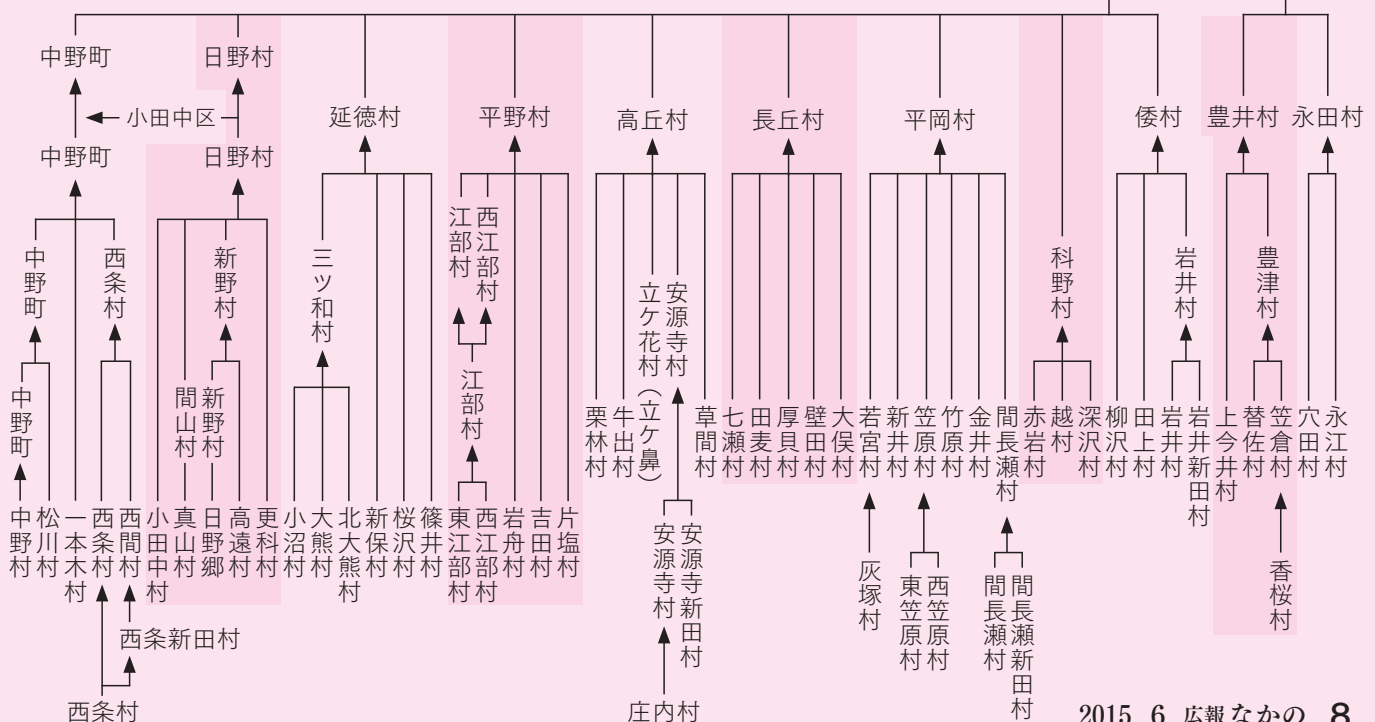 中野町
日野村
小田中区
延徳村
平野村
高丘村
長丘村
平岡村
倭村
豊井村
永田村
中野町
日野村
中野町
西条村
新野村
三ツ和村
江部村
西江部村
立ケ花村(立ケ鼻)
安源寺村
科野村
岩井村
豊津村
中野町
間山村
新野村
江部村
栗林村
牛出村
草間村
七瀬村
田麦村
厚貝村
壁田村
大俣村
若宮村
新井村
笠原村
竹原村
金井村
間長瀬村
赤岩村
越村
深沢村
柳沢村
田上村
岩井村
岩井新田村
上今井村
替佐村
笠倉村
穴田村
永江村
中野村
松川村
一本木村
西条村
西間村
小田中村
真山村
日野郷
高遠村
更科村
小沼村
大熊村
北大熊村
新保村
桜沢村
篠井村
東江部村
西江部村
岩舟村
吉田村
片塩村
安源寺村
安源寺新田村
灰塚村
東笠原村
西笠原村
間長瀬村
間長瀬新田村
香桜村
西条新田村
西条村
庄内村
2015 6 広報なかの 8